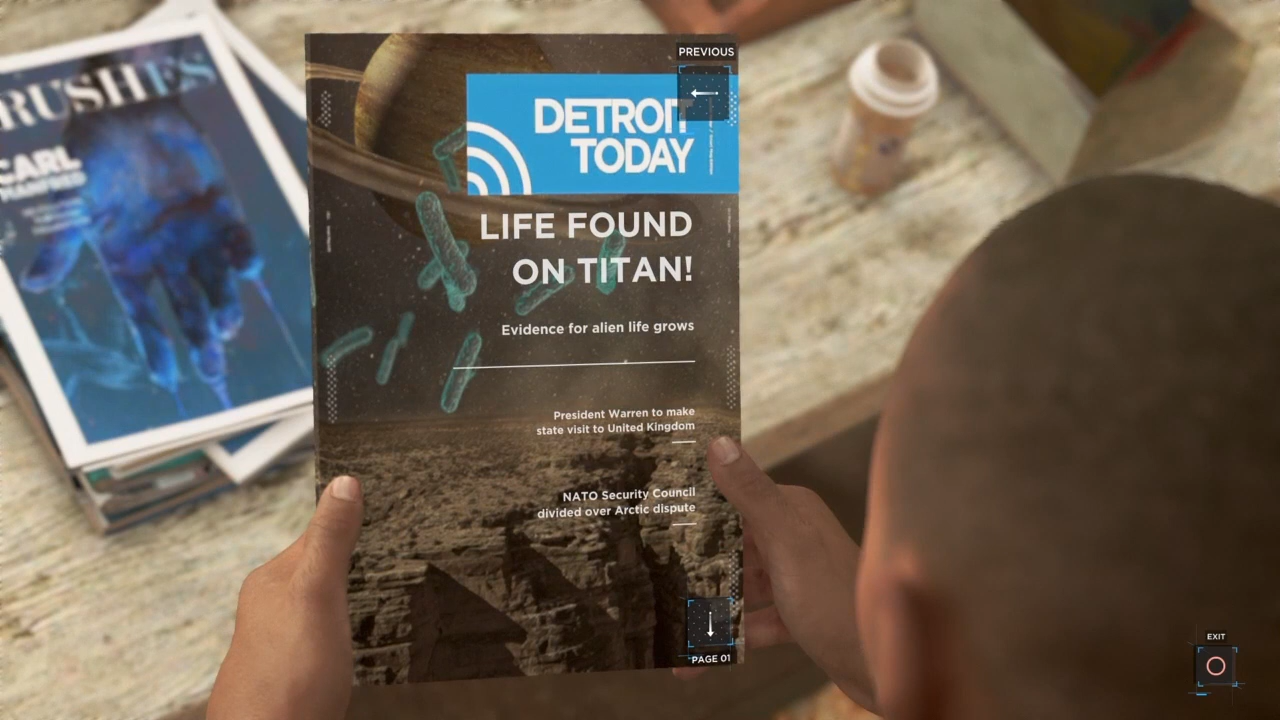 RUSHES
CARL
MANFRED
PREVIOUS
DETROIT
TODAY
LIFE FOUND
ON TITAN!
Evidence for alien life grows
President Warren to make
state visit to United Kingdom
NATO Security Council
divided over Arctic dispute
PAGE 01
EXIT